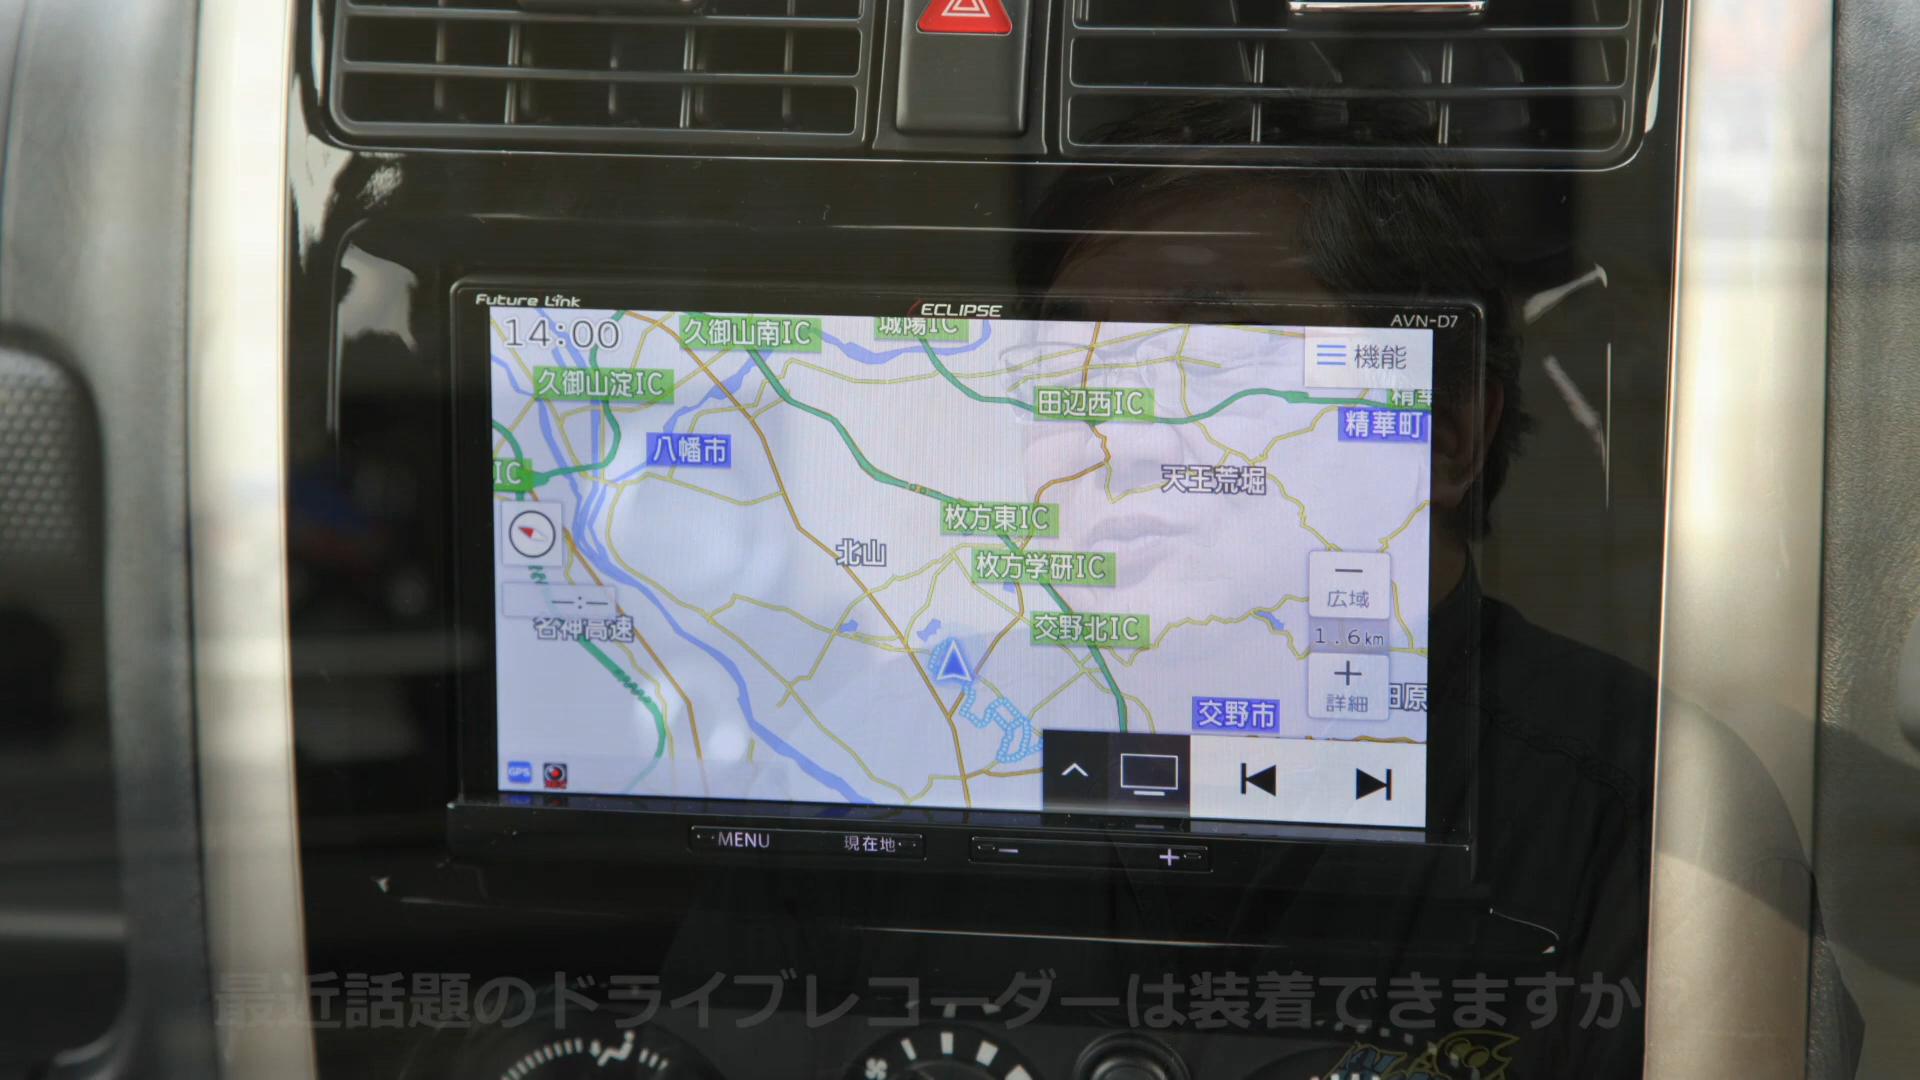 Future Link
ECLIPSE
AVN-D7
14:00
久御山南IC
城陽IC
機能
久御山淀IC
田辺西IC
精華
精華町
八幡市
IC
天王荒堀
枚方東IC
北山
枚方学研IC
--:--
広域
名神高速
交野北IC
1.6km
詳細
田原
交野市
GPS
MENU
現在地
最近話題のドライブレコーダーは装着できますか？